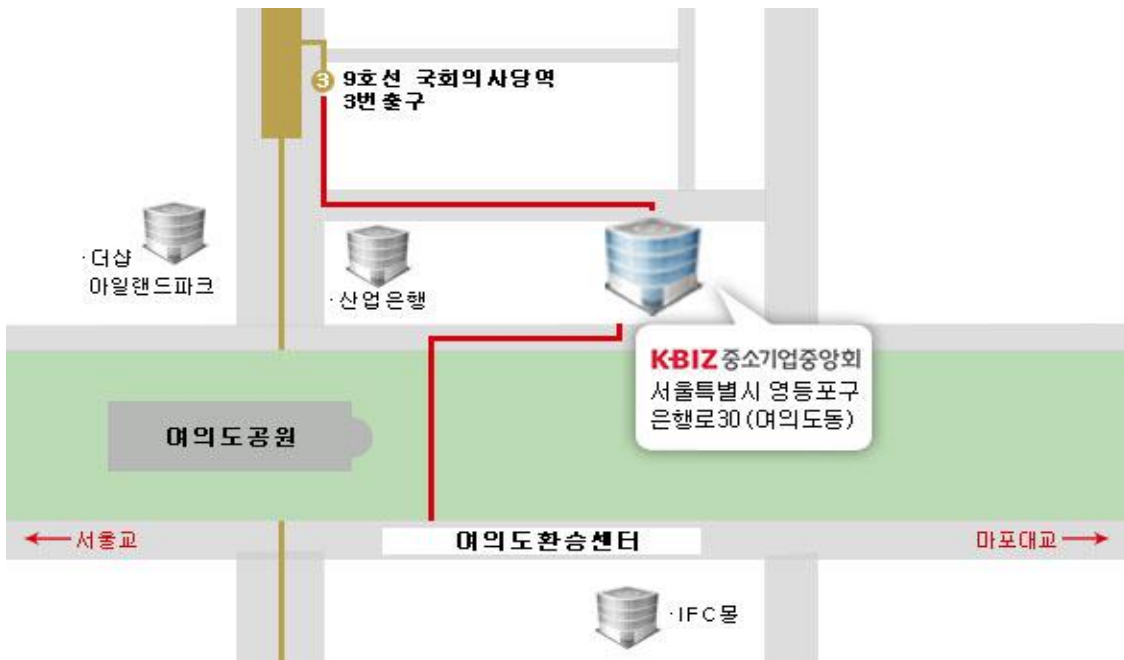 3
9호선 국회의사당역
3번출구
·더샵
아일랜드파크
·산업은행
K-BIZ 중소기업중앙회
서울특별시 영등포구
은행로30(여의도동)
여의도공원
서울교
여의도환승센터
마포대교
·IFC몰